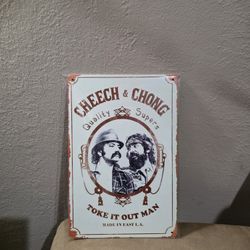 CHEECH & CHONG
Quality Supers
TOKE IT OUT MAN
MADE IN EAST L.A.